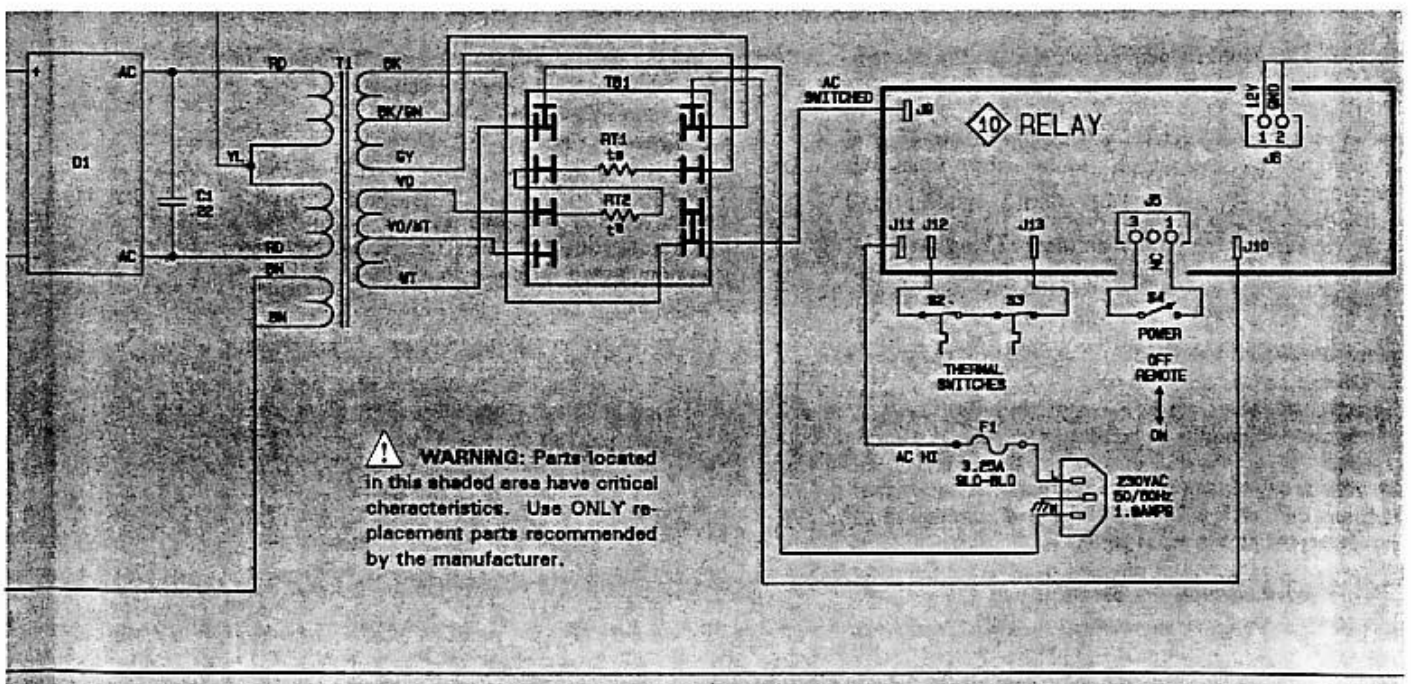 +
AC
RD
T1
BK
BK/GN
GY
YL
D1
C1
.22
AC
RD
BN
BN
VO
VO/WT
WT
TB1
RT1
t°
RT2
t°
AC
SWITCHED
J9
10 RELAY
12V
GND
1 2
J6
J5
3 1
NC
J11 J12
J13
J10
S2
S3
THERMAL
SWITCHES
S4
POWER
OFF
REMOTE
ON
AC HI
F1
3.25A
SLO-BLO
230VAC
50/60Hz
1.9AMPS
WARNING: Parts located
in this shaded area have critical
characteristics. Use ONLY re-
placement parts recommended
by the manufacturer.